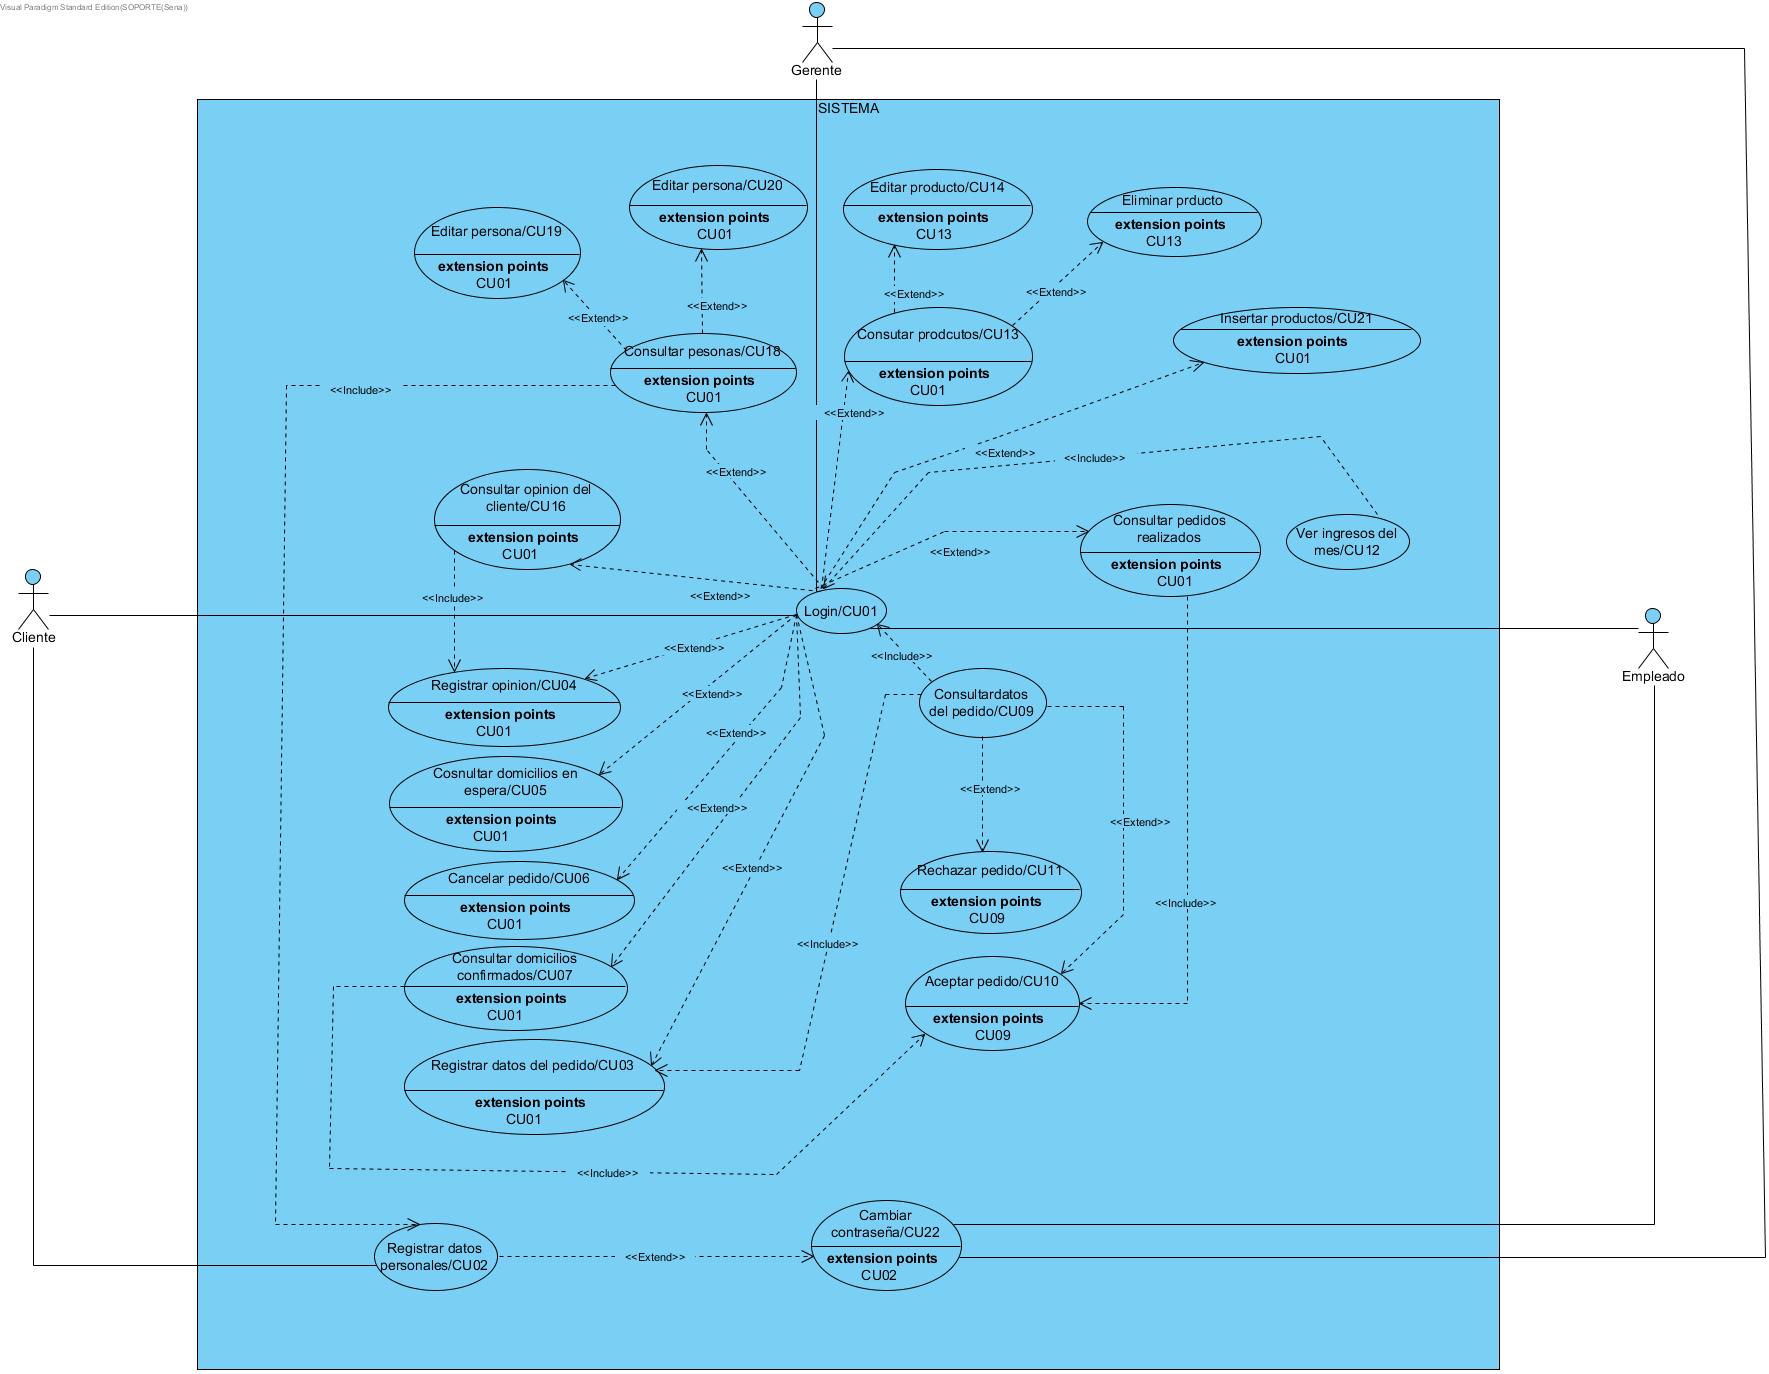 Visual Paradigm Standard Edition(SOPORTE(Sena))
Gerente
SISTEMA
Editar persona/CU20
extension points
CU01
Editar producto/CU14
extension points
CU13
Eliminar prducto
extension points
CU13
Editar persona/CU19
extension points
CU01
<<Extend>>
<<Extend>>
<<Extend>>
<<Extend>>
Consultar pesonas/CU18
extension points
CU01
Consutar prodcutos/CU13
extension points
CU01
Insertar productos/CU21
extension points
CU01
<<Include>>
<<Extend>>
<<Extend>>
<<Extend>>
<<Include>>
Consultar opinion del
cliente/CU16
extension points
CU01
Consultar pedidos
realizados
extension points
CU01
Ver ingresos del
mes/CU12
<<Extend>>
<<Include>>
<<Extend>>
Login/CU01
Cliente
Empleado
<<Extend>>
<<Include>>
Registrar opinion/CU04
extension points
CU01
<<Extend>>
Consultardatos
del pedido/CU09
<<Extend>>
Cosnultar domicilios en
espera/CU05
extension points
CU01
<<Extend>>
<<Extend>>
<<Extend>>
<<Extend>>
Cancelar pedido/CU06
extension points
CU01
Rechazar pedido/CU11
extension points
CU09
<<Include>>
<<Include>>
Consultar domicilios
confirmados/CU07
extension points
CU01
Aceptar pedido/CU10
extension points
CU09
Registrar datos del pedido/CU03
extension points
CU01
<<Include>>
Cambiar
contraseña/CU22
extension points
CU02
Registrar datos
personales/CU02
<<Extend>>